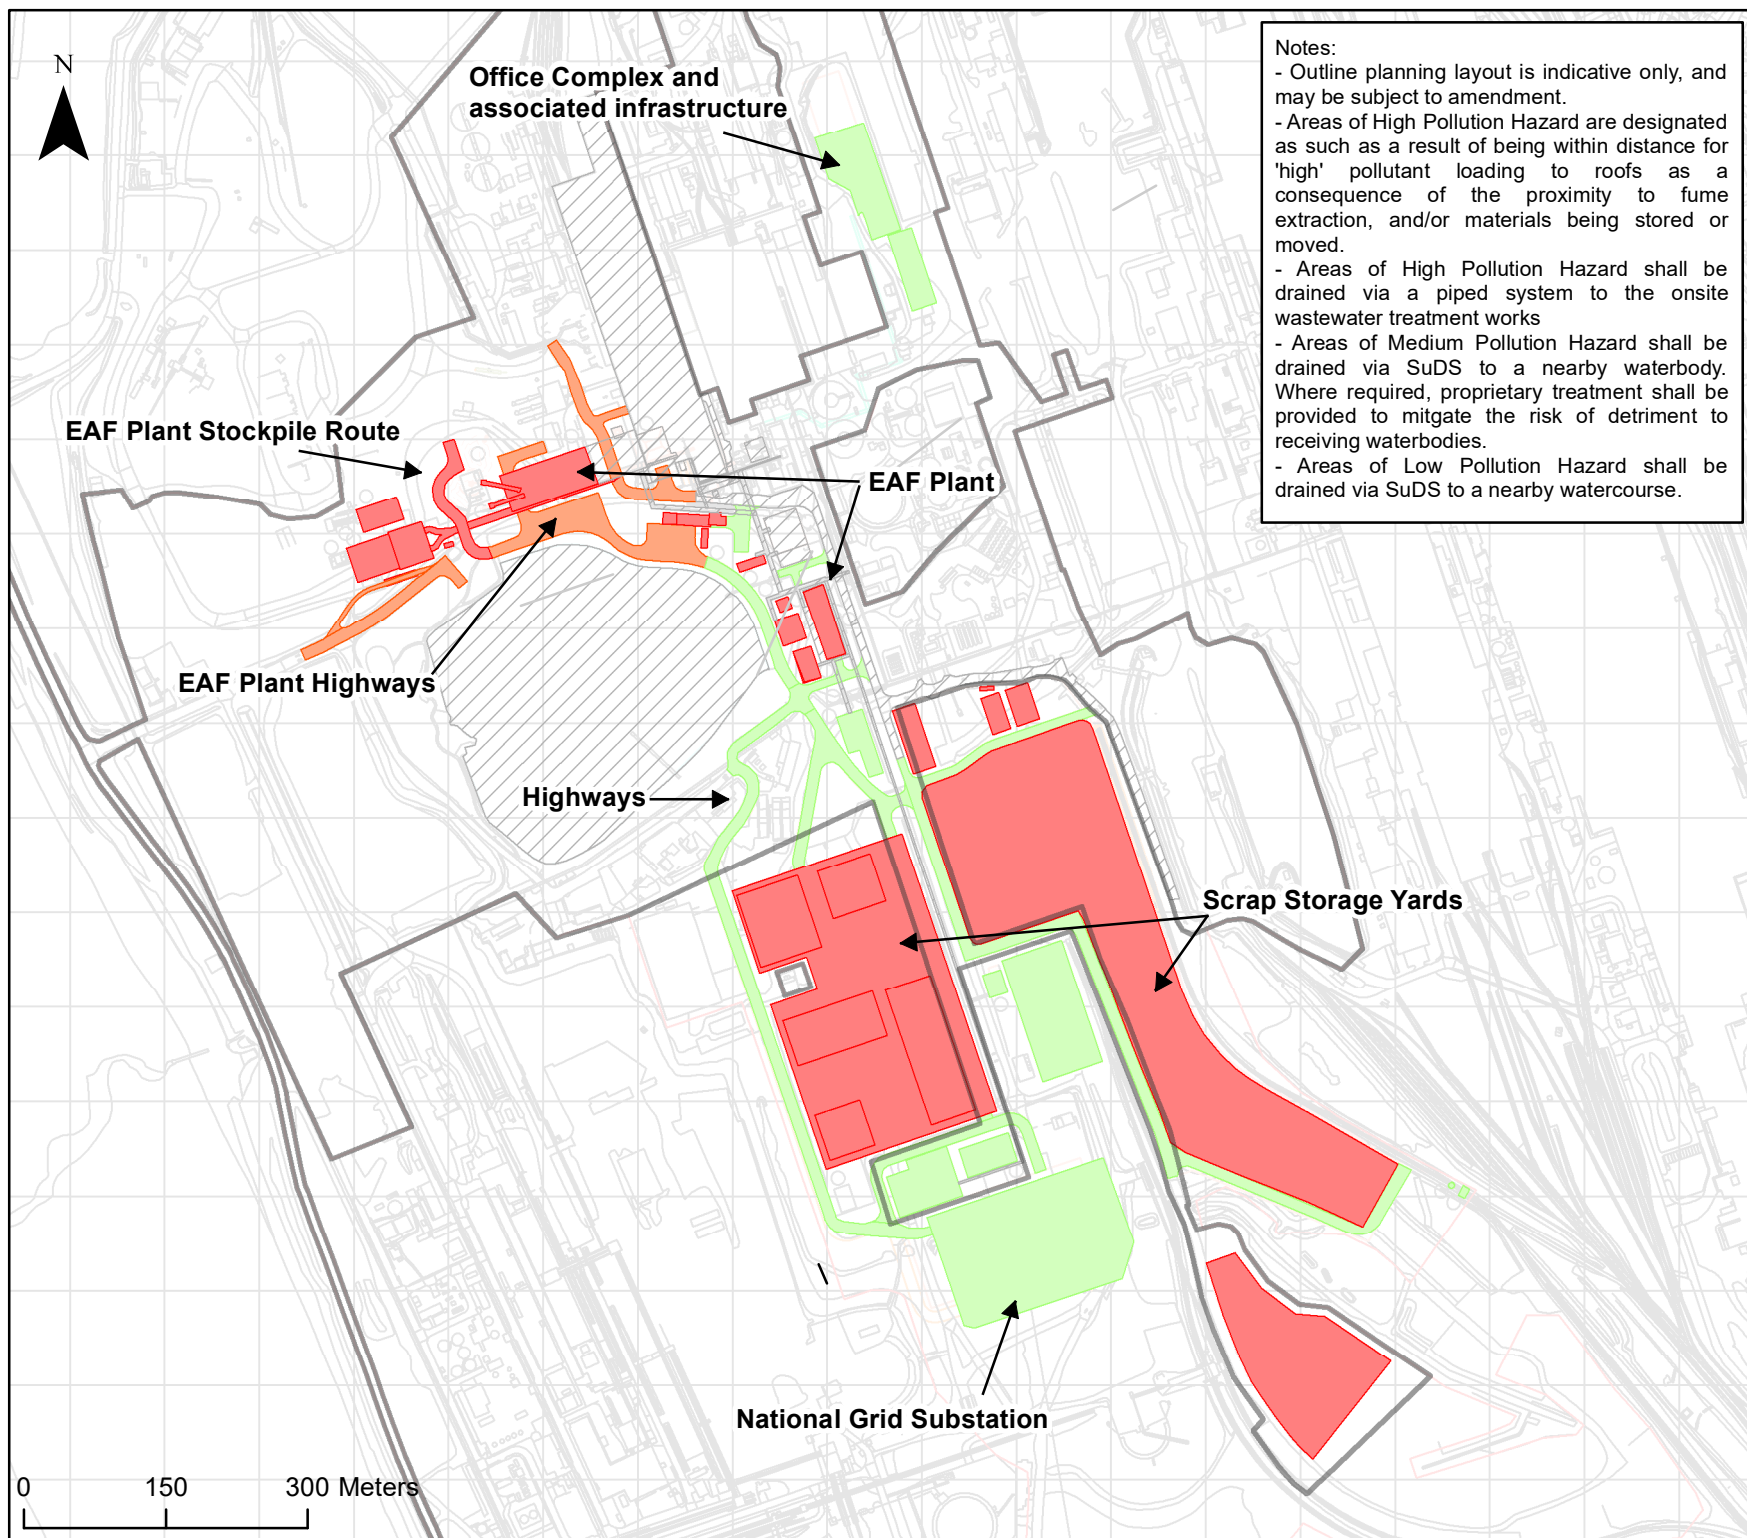 N
Office Complex and
associated infrastructure
Notes:
- Outline planning layout is indicative only, and
may be subject to amendment.
- Areas of High Pollution Hazard are designated
as such as a result of being within distance for
'high' pollutant loading to roofs as a
consequence of the proximity to fume
extraction, and/or materials being stored or
moved.
- Areas of High Pollution Hazard shall be
drained via a piped system to the onsite
wastewater treatment works
- Areas of Medium Pollution Hazard shall be
drained via SuDS to a nearby waterbody.
Where required, proprietary treatment shall be
provided to mitgate the risk of detriment to
receiving waterbodies.
- Areas of Low Pollution Hazard shall be
drained via SuDS to a nearby watercourse.
EAF Plant Stockpile Route
EAF Plant
EAF Plant Highways
Highways
Scrap Storage Yards
National Grid Substation
0 150 300 Meters